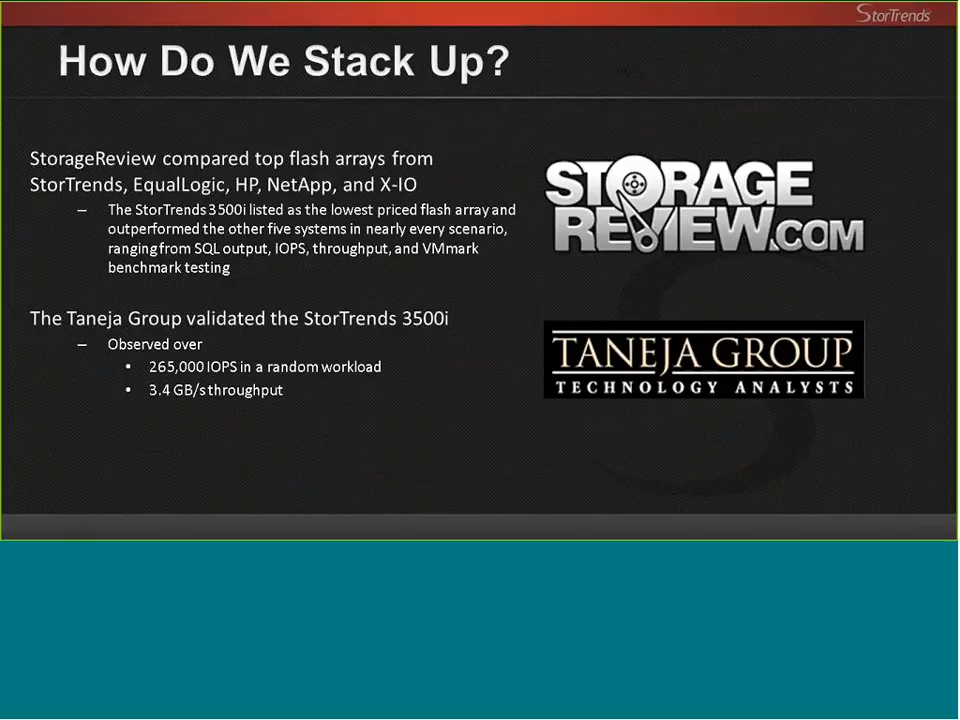 StorTrends
How Do We Stack Up?
StorageReview compared top flash arrays from
StorTrends, EqualLogic, HP, NetApp, and X-IO
– The StorTrends 3500i listed as the lowest priced flash array and
outperformed the other five systems in nearly every scenario,
ranging from SQL output, IOPS, throughput, and VMmark
benchmark testing
STORAGE
REVIEW.COM
The Taneja Group validated the StorTrends 3500i
– Observed over
• 265,000 IOPS in a random workload
• 3.4 GB/s throughput
TANEJA GROUP
TECHNOLOGY ANALYSTS